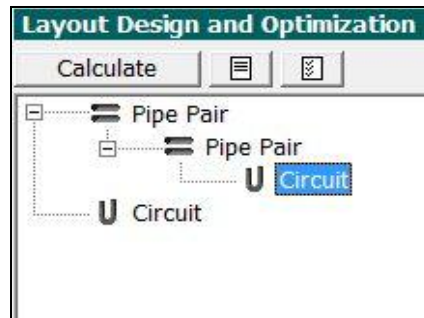 Layout Design and Optimization
Calculate
Pipe Pair
Pipe Pair
Circuit
Circuit